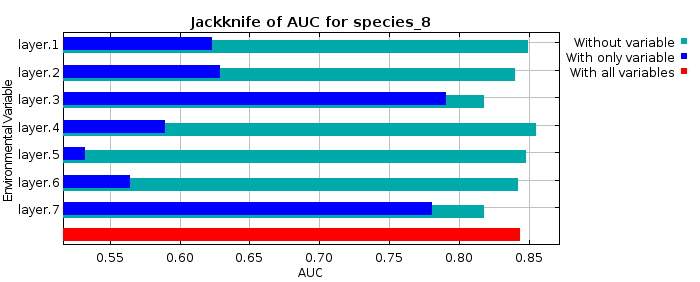 Jackknife of AUC for species_8
Environmental Variable
layer.1
layer.2
layer.3
layer.4
layer.5
layer.6
layer.7
0.55 0.60 0.65 0.70 0.75 0.80 0.85
AUC
Without variable
With only variable
With all variables